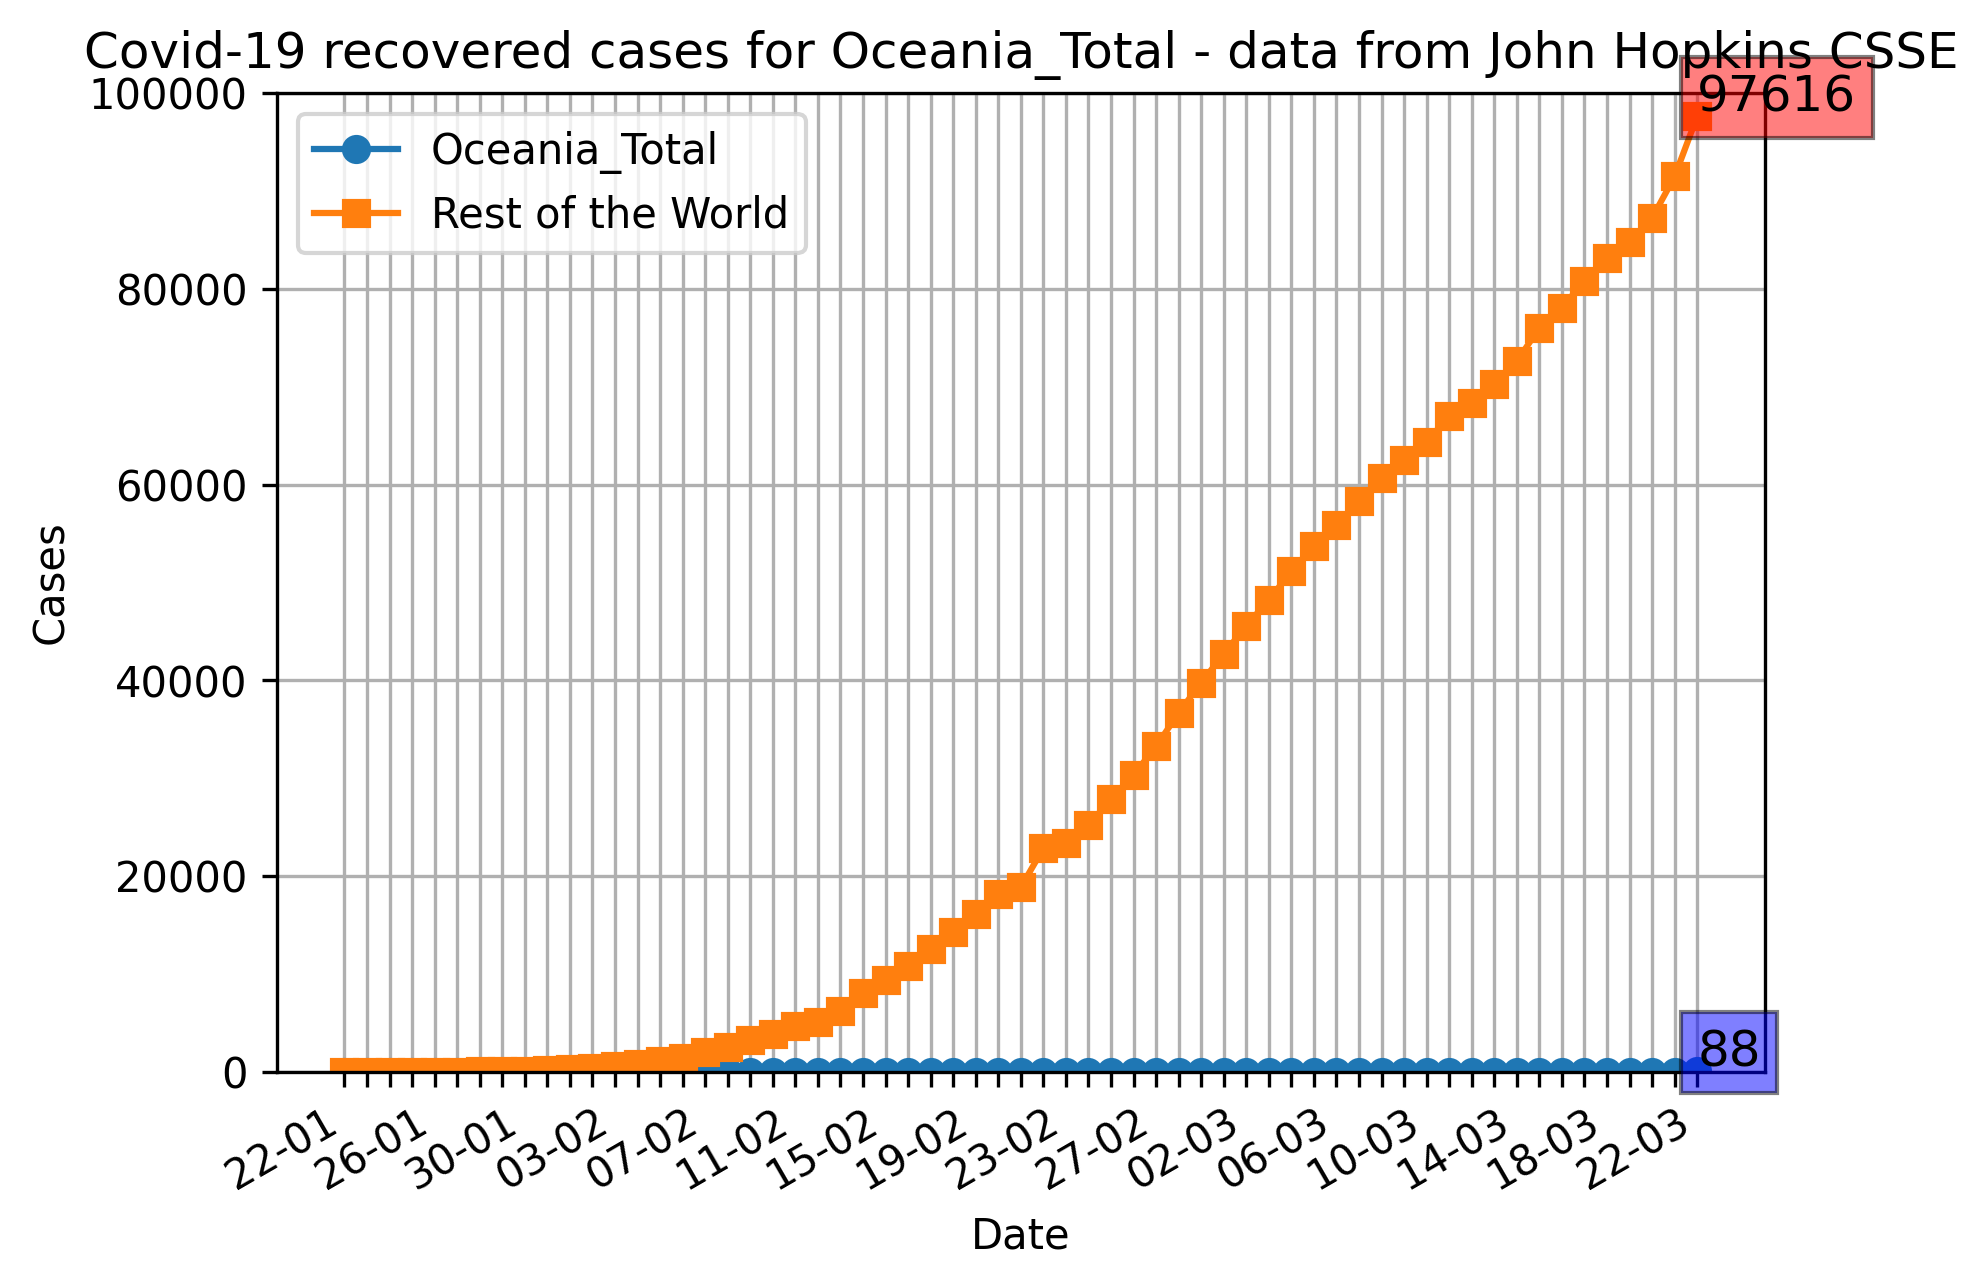 Covid-19 recovered cases for Oceania_Total - data from John Hopkins CSSE
100000
97616
Oceania_Total
Rest of the World
80000
60000
Cases
40000
20000
88
0
22-01 26-01 30-01 03-02 07-02 11-02 15-02 19-02 23-02 27-02 02-03 06-03 10-03 14-03 18-03 22-03
Date